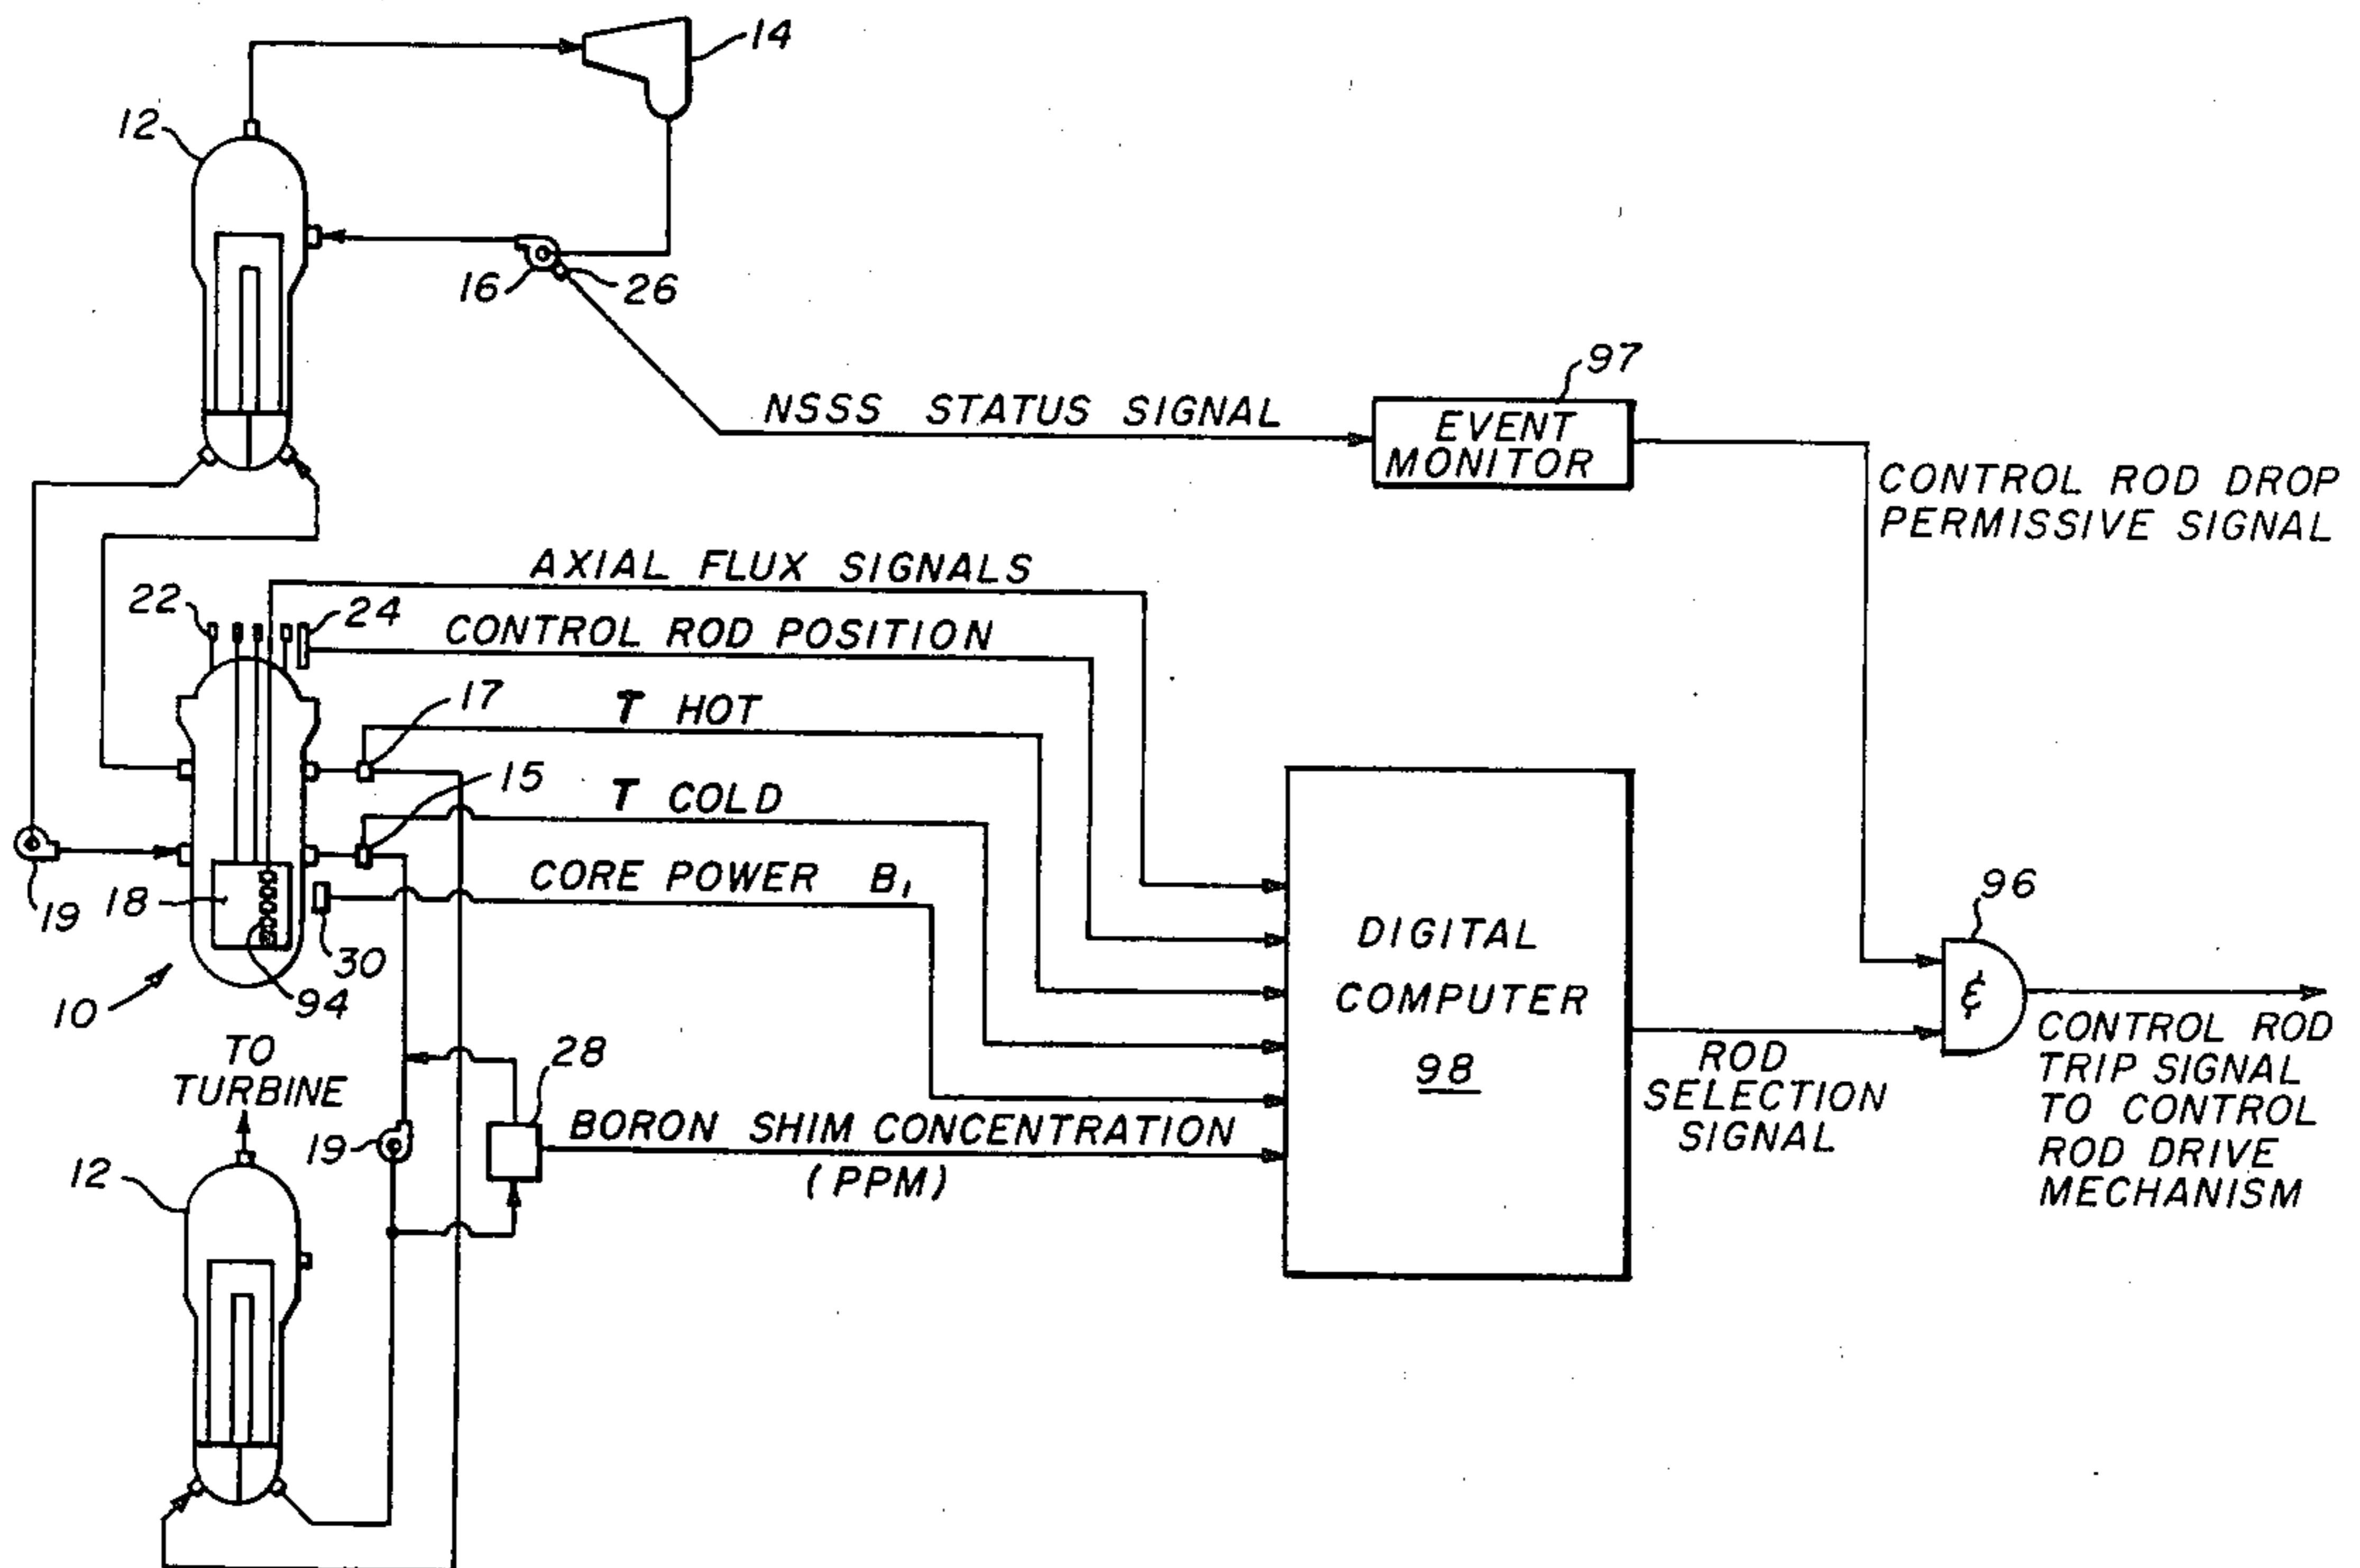 14
12
16
26
97
NSSS STATUS SIGNAL
EVENT
MONITOR
CONTROL ROD DROP
PERMISSIVE SIGNAL
AXIAL FLUX SIGNALS
22
24
CONTROL ROD POSITION
17
T HOT
15
T COLD
CORE POWER B1
19
18
30
94
10
96
DIGITAL
COMPUTER
98
&
ROD
SELECTION
SIGNAL
CONTROL ROD
TRIP SIGNAL
TO CONTROL
ROD DRIVE
MECHANISM
TO
TURBINE
28
19
BORON SHIM CONCENTRATION
(PPM)
12